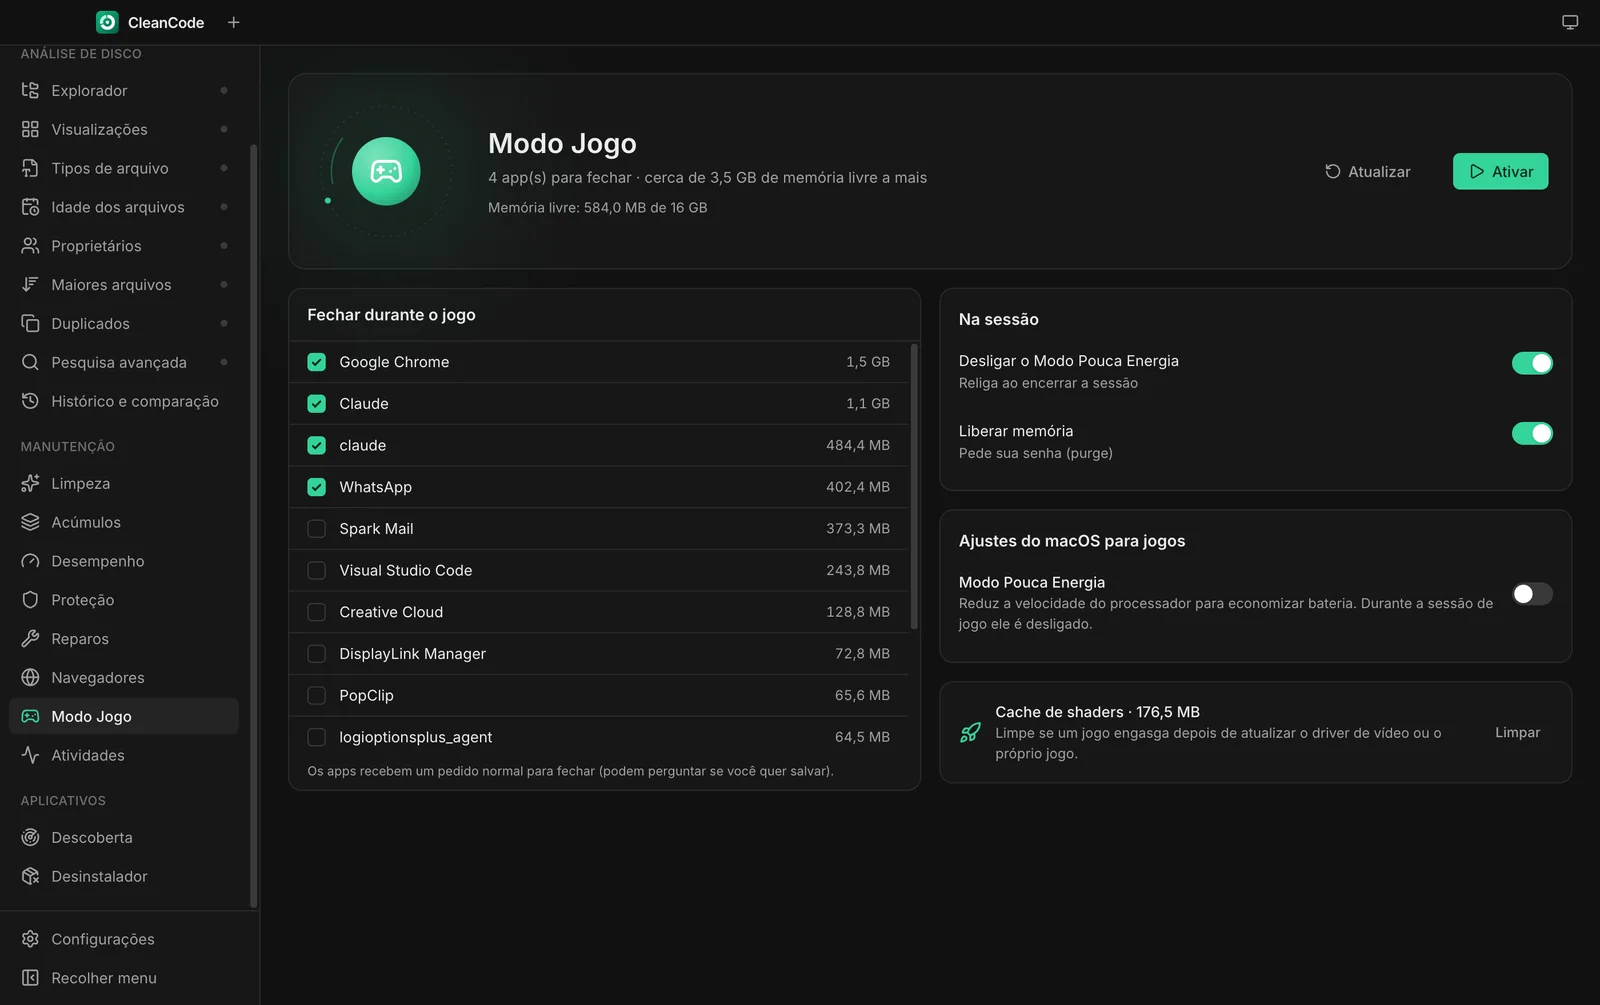 CleanCode
ANÁLISE DE DISCO
Explorador
Visualizações
Tipos de arquivo
Idade dos arquivos
Proprietários
Maiores arquivos
Duplicados
Pesquisa avançada
Histórico e comparação
MANUTENÇÃO
Limpeza
Acúmulos
Desempenho
Proteção
Reparos
Navegadores
Modo Jogo
Atividades
APLICATIVOS
Descoberta
Desinstalador
Configurações
Recolher menu
Modo Jogo
4 app(s) para fechar · cerca de 3,5 GB de memória livre a mais
Memória livre: 584,0 MB de 16 GB
Atualizar
Ativar
Fechar durante o jogo
Google Chrome 1,5 GB
Claude 1,1 GB
claude 484,4 MB
WhatsApp 402,4 MB
Spark Mail 373,3 MB
Visual Studio Code 243,8 MB
Creative Cloud 128,8 MB
DisplayLink Manager 72,8 MB
PopClip 65,6 MB
logioptionsplus_agent 64,5 MB
Os apps recebem um pedido normal para fechar (podem perguntar se você quer salvar).
Na sessão
Desligar o Modo Pouca Energia
Religa ao encerrar a sessão
Liberar memória
Pede sua senha (purge)
Ajustes do macOS para jogos
Modo Pouca Energia
Reduz a velocidade do processador para economizar bateria. Durante a sessão de
jogo ele é desligado.
Cache de shaders · 176,5 MB
Limpe se um jogo engasga depois de atualizar o driver de vídeo ou o
próprio jogo.
Limpar